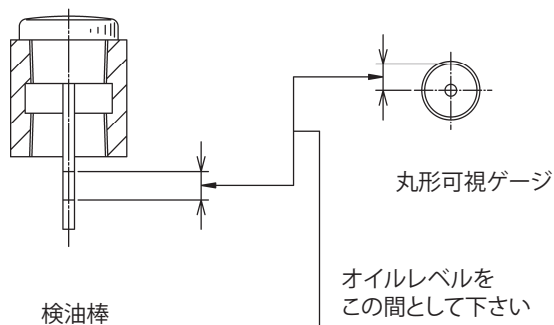 丸形可視ゲージ
オイルレベルを
この間として下さい
検油棒